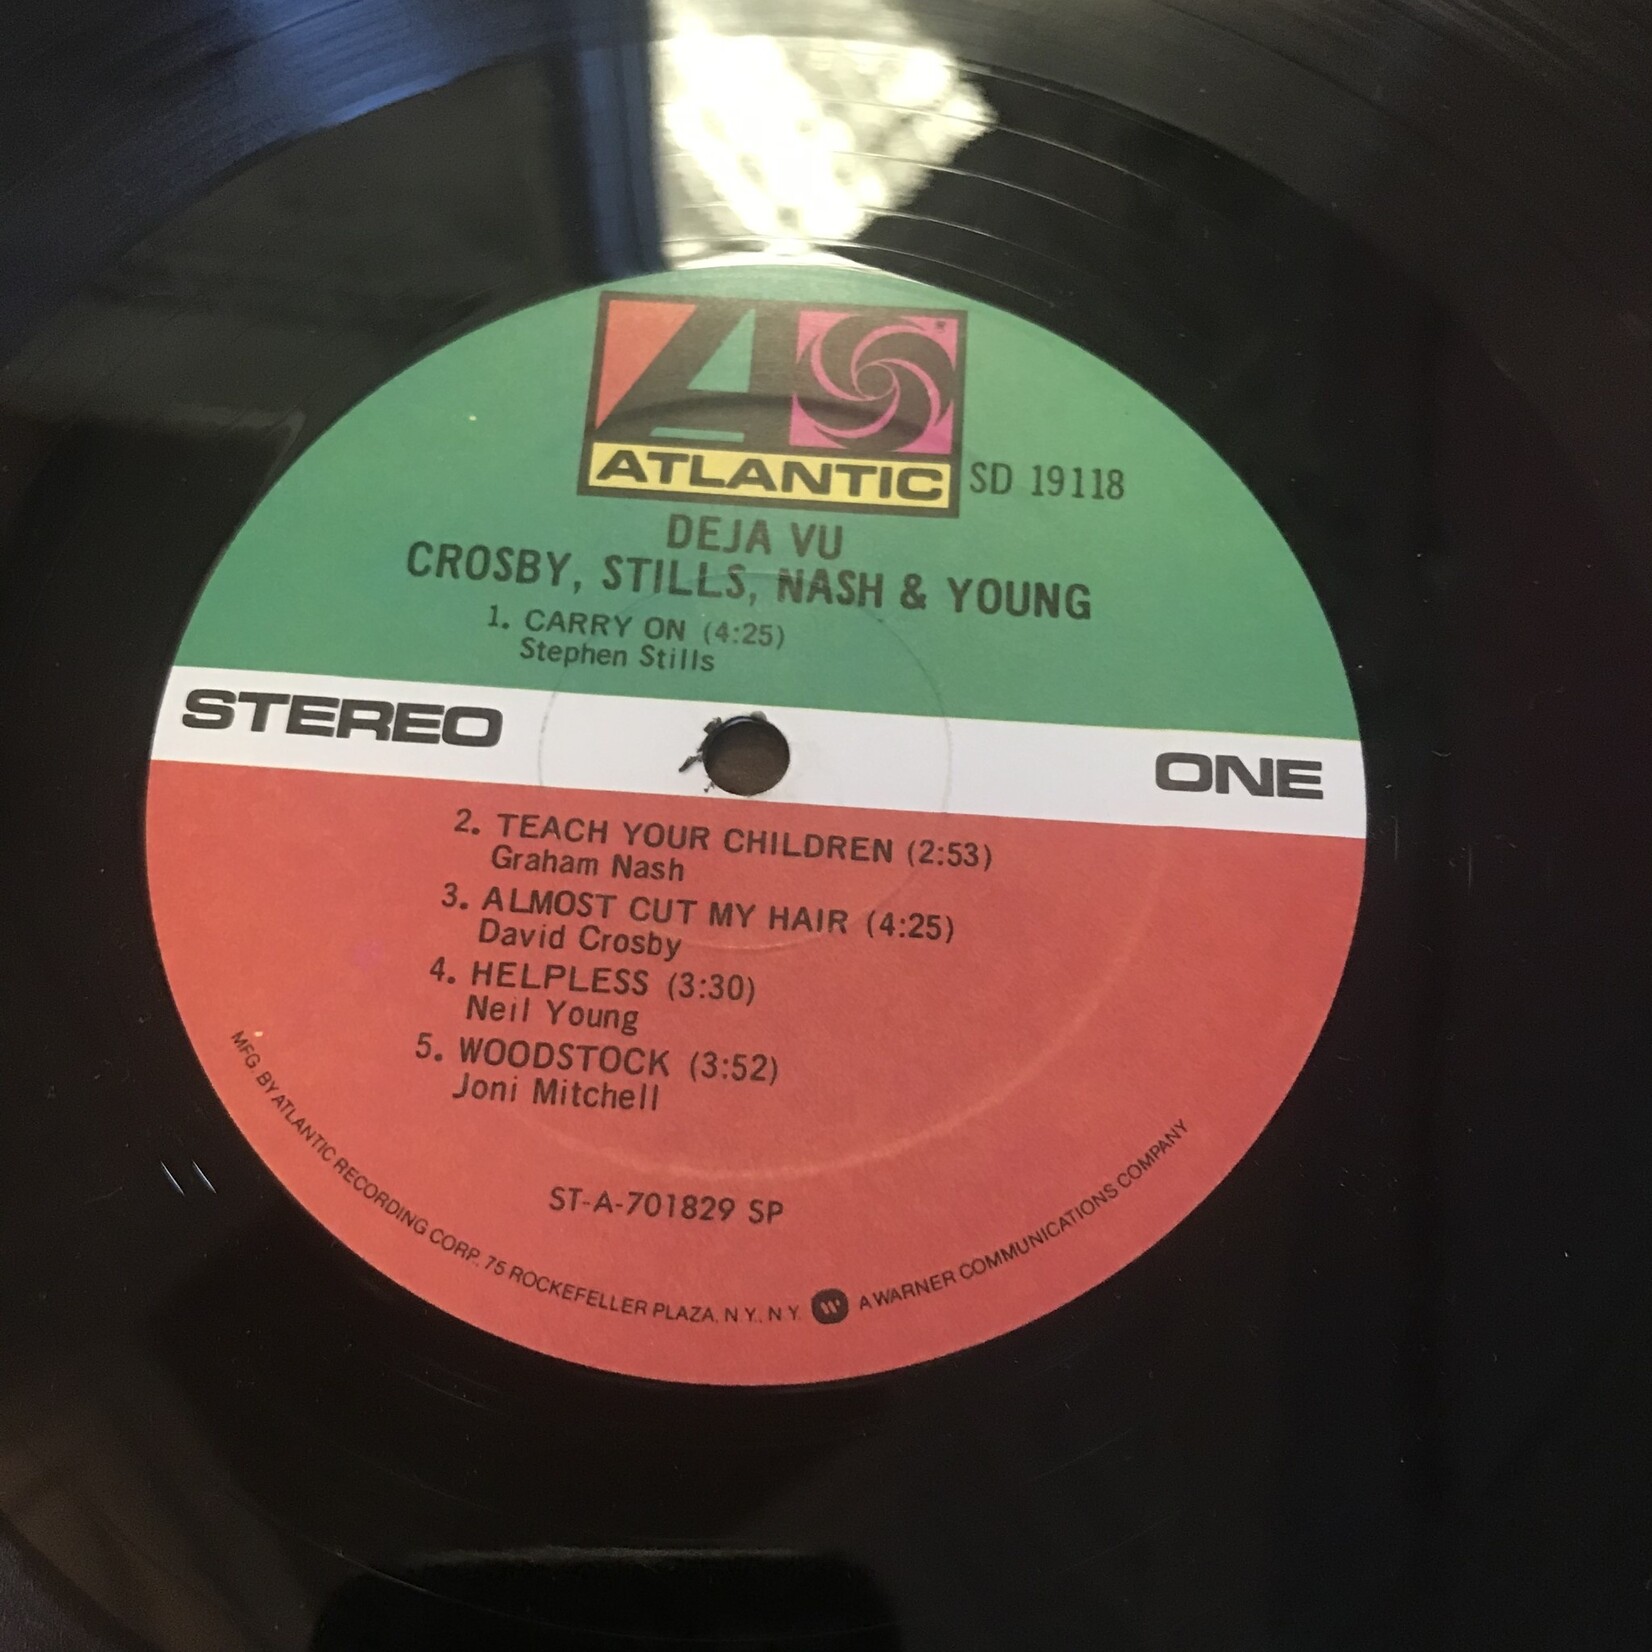 ATLANTIC
SD 19118
DEJA VU
CROSBY, STILLS, NASH & YOUNG
1. CARRY ON (4:25)
Stephen Stills
STEREO
ONE
2. TEACH YOUR CHILDREN (2:53)
Graham Nash
3. ALMOST CUT MY HAIR (4:25)
David Crosby
4. HELPLESS (3:30)
Neil Young
5. WOODSTOCK (3:52)
Joni Mitchell
ST-A-701829 SP
MFG. BY ATLANTIC RECORDING CORP. 75 ROCKEFELLER PLAZA, N.Y., N.Y. W A WARNER COMMUNICATIONS COMPANY